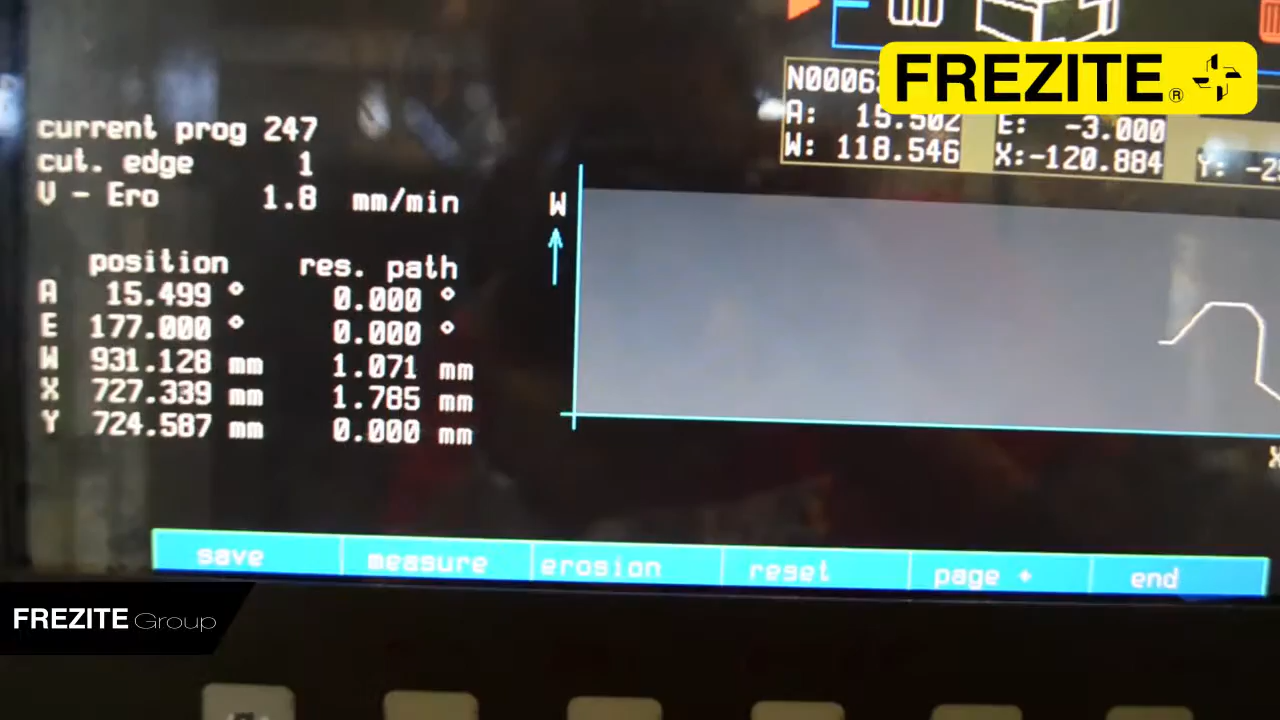 FREZITE®
current prog 247
cut. edge 1
V - Ero 1.8 mm/min
position res. path
A 15.499 ° 0.000 °
E 177.000 ° 0.000 °
W 931.128 mm 1.071 mm
X 727.339 mm 1.785 mm
Y 724.587 mm 0.000 mm
A: 15.502 E: -3.000
W: 118.546 X:-120.884 Y:
W
X
save measure erosion reset page + end
FREZITE Group